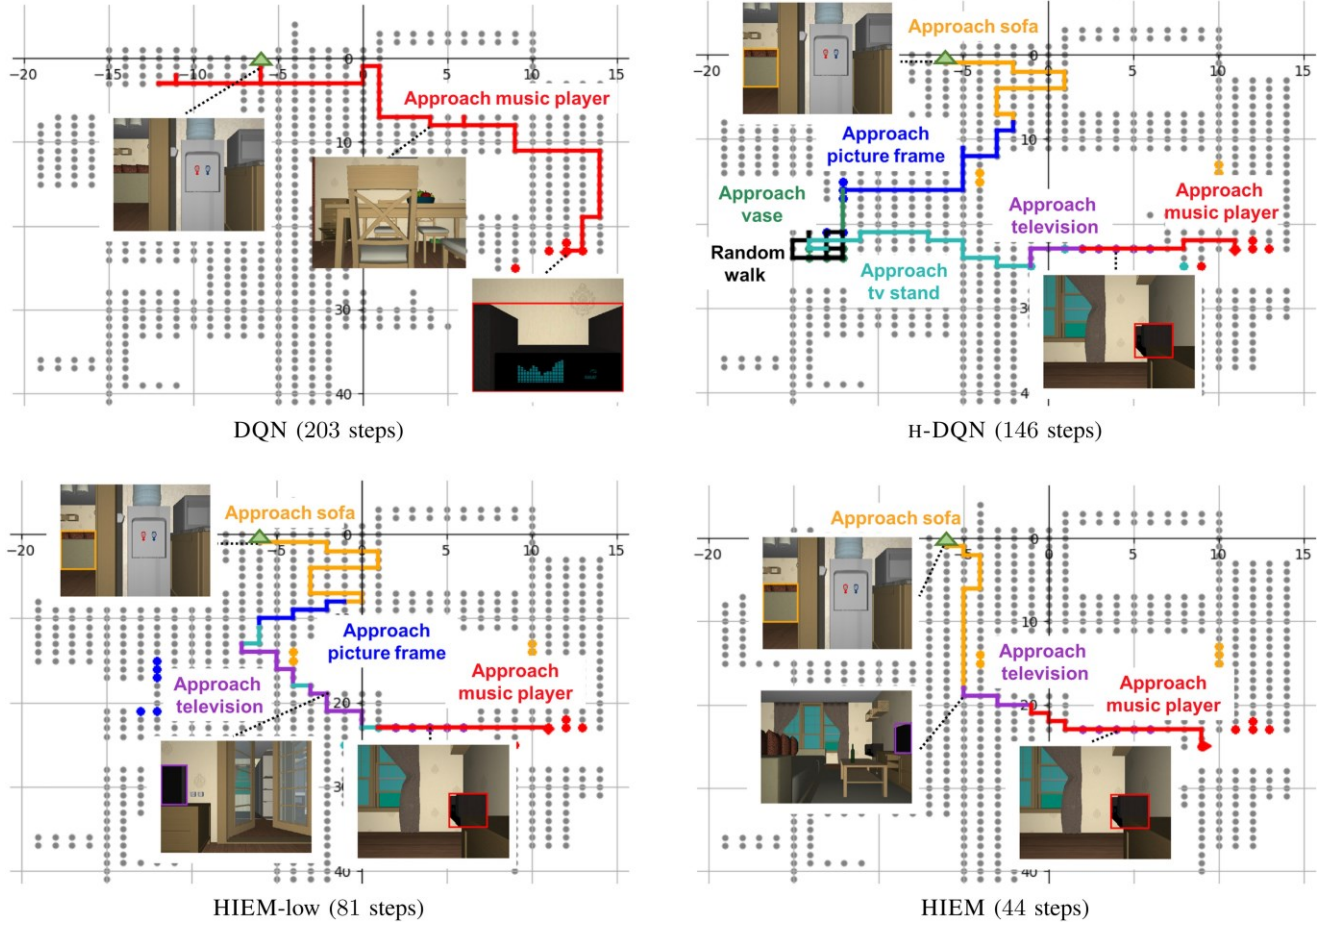 −20
−15
−10
−5
0
5
10
15
10
30
40
Approach music player
DQN (203 steps)
−20
−5
0
5
10
15
10
3
4
Approach sofa
Approach
picture frame
Approach
vase
Random
walk
Approach
tv stand
Approach
television
Approach
music player
H-DQN (146 steps)
−20
−5
0
5
10
15
20
30
40
Approach sofa
Approach
picture frame
Approach
television
Approach
music player
HIEM-low (81 steps)
−20
−5
0
5
10
15
10
20
40
Approach sofa
Approach
television
Approach
music player
HIEM (44 steps)